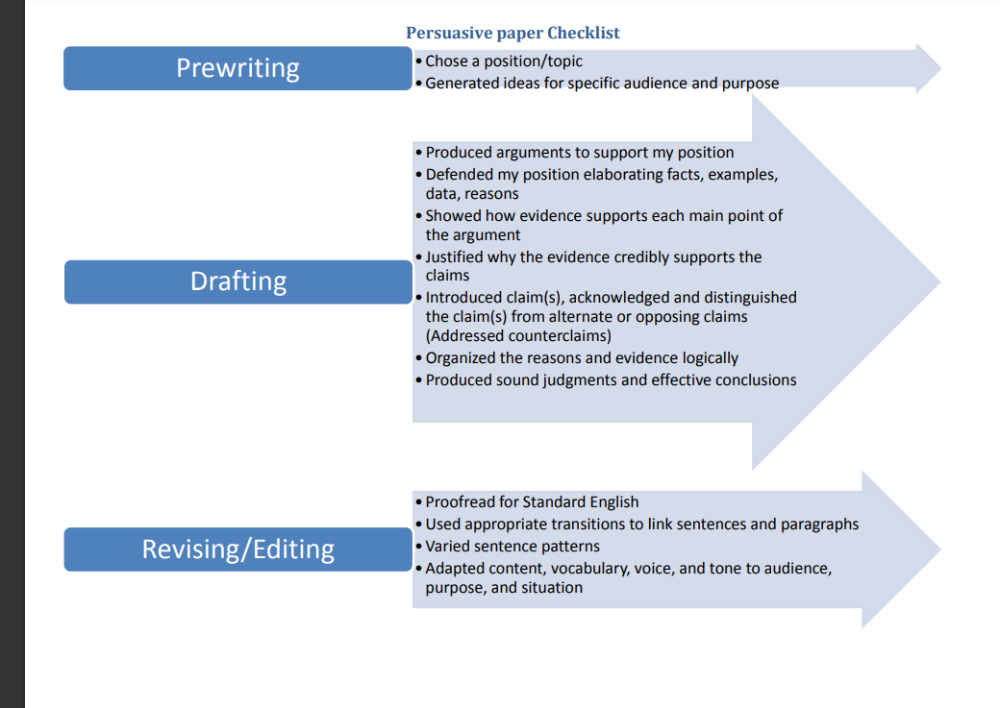 Persuasive paper Checklist
Prewriting
• Chose a position/topic
• Generated ideas for specific audience and purpose
Drafting
• Produced arguments to support my position
• Defended my position elaborating facts, examples,
data, reasons
• Showed how evidence supports each main point of
the argument
• Justified why the evidence credibly supports the
claims
• Introduced claim(s), acknowledged and distinguished
the claim(s) from alternate or opposing claims
(Addressed counterclaims)
• Organized the reasons and evidence logically
• Produced sound judgments and effective conclusions
Revising/Editing
• Proofread for Standard English
• Used appropriate transitions to link sentences and paragraphs
• Varied sentence patterns
• Adapted content, vocabulary, voice, and tone to audience,
purpose, and situation